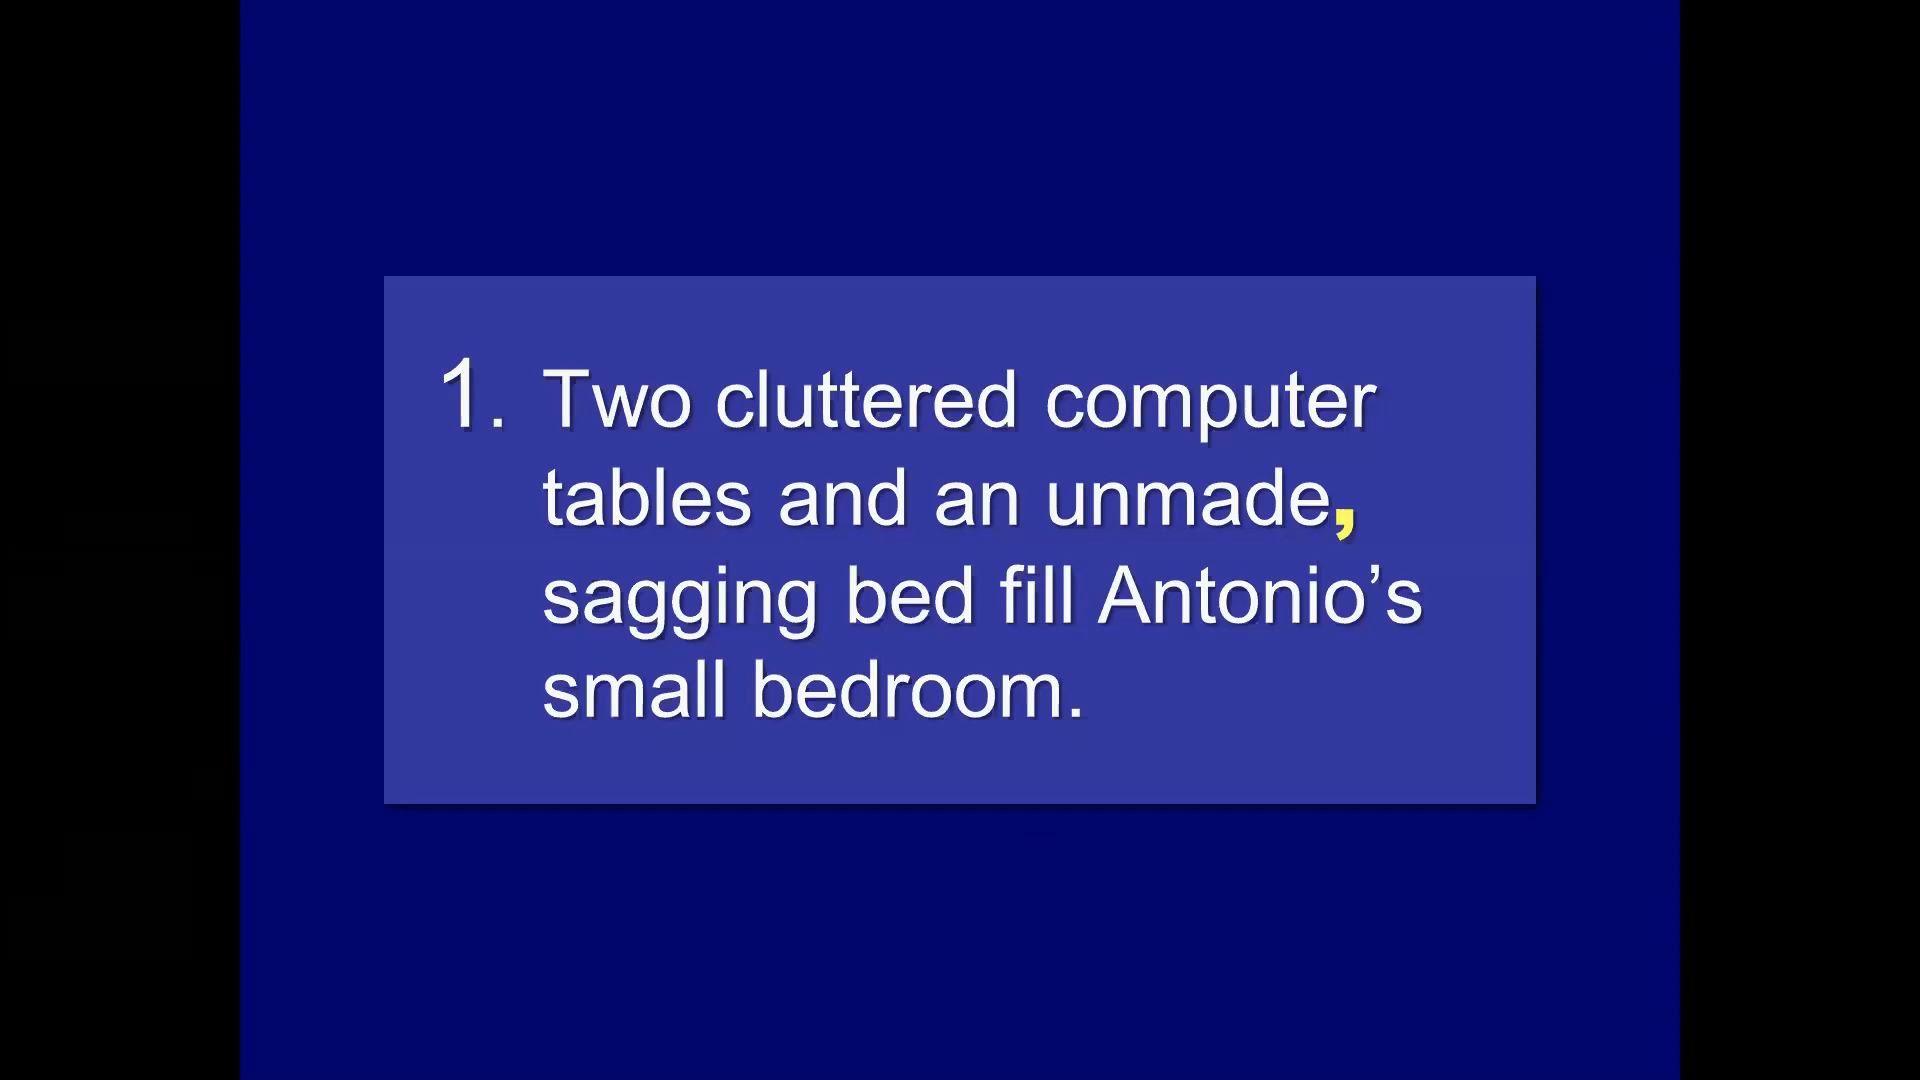 1. Two cluttered computer
tables and an unmade,
sagging bed fill Antonio’s
small bedroom.